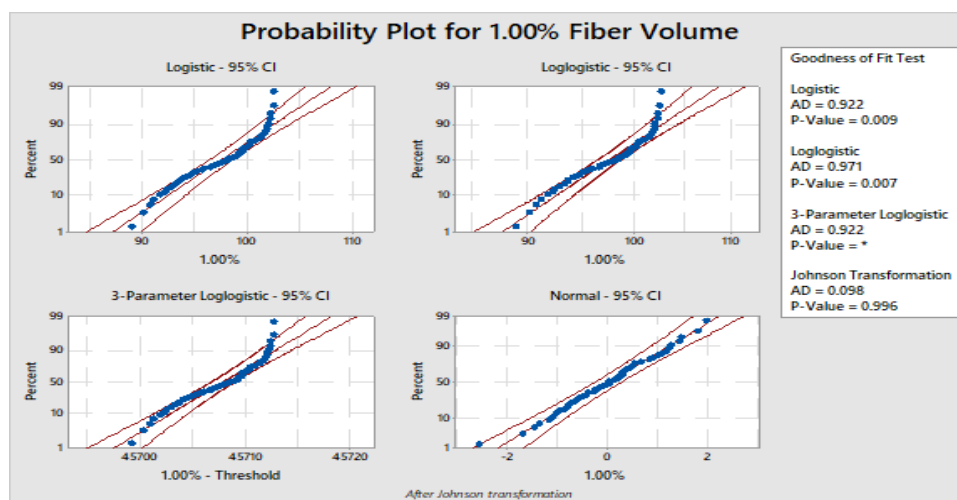 Probability Plot for 1.00% Fiber Volume
Logistic - 95% CI
99
90
50
10
1
Percent
90 100 110
1.00%
Loglogistic - 95% CI
99
90
50
10
1
Percent
90 100 110
1.00%
3-Parameter Loglogistic - 95% CI
99
90
50
10
1
Percent
45700 45710 45720
1.00% - Threshold
Normal - 95% CI
99
90
50
10
1
Percent
-2 0 2
1.00%
After Johnson transformation
Goodness of Fit Test
Logistic
AD = 0.922
P-Value = 0.009
Loglogistic
AD = 0.971
P-Value = 0.007
3-Parameter Loglogistic
AD = 0.922
P-Value = *
Johnson Transformation
AD = 0.098
P-Value = 0.996